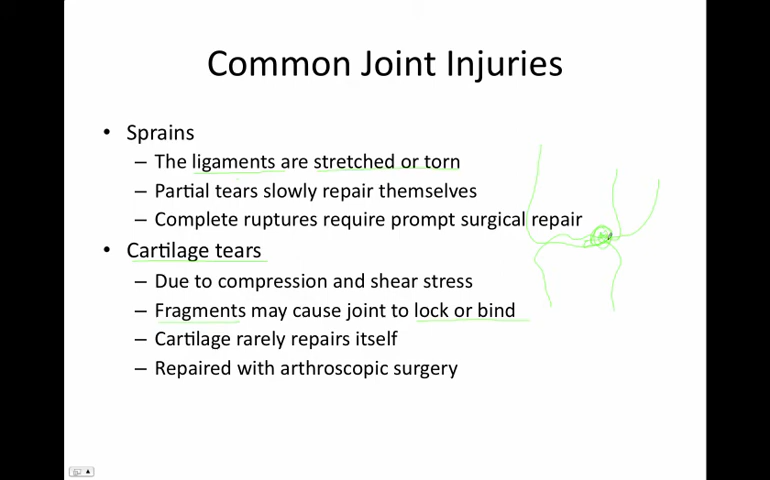 Common Joint Injuries
• Sprains
– The ligaments are stretched or torn
– Partial tears slowly repair themselves
– Complete ruptures require prompt surgical repair
• Cartilage tears
– Due to compression and shear stress
– Fragments may cause joint to lock or bind
– Cartilage rarely repairs itself
– Repaired with arthroscopic surgery